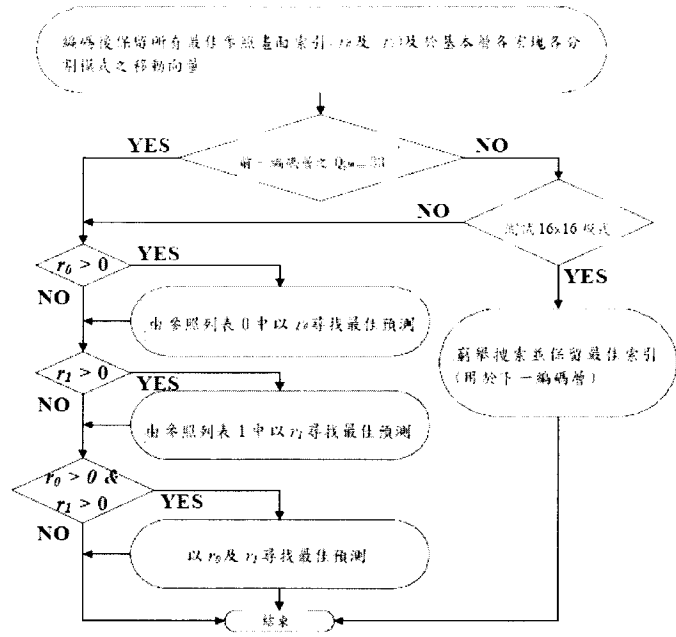 編碼後保留所有最佳參照畫面索引(r0及 r1)及於基本層各宏塊各分
割模式之移動向量
YES
NO
前一編碼層之
NO
測試 16x16 模式
r0 > 0
YES
NO
YES
由參照列表 0 中以 r0 尋找最佳預測
窮舉搜索並保留最佳索引
(用於下一編碼層)
r1 > 0
YES
NO
由參照列表 1 中以 r1 尋找最佳預測
r0 > 0 &
r1 > 0
YES
NO
以 r0 及 r1 尋找最佳預測
結束